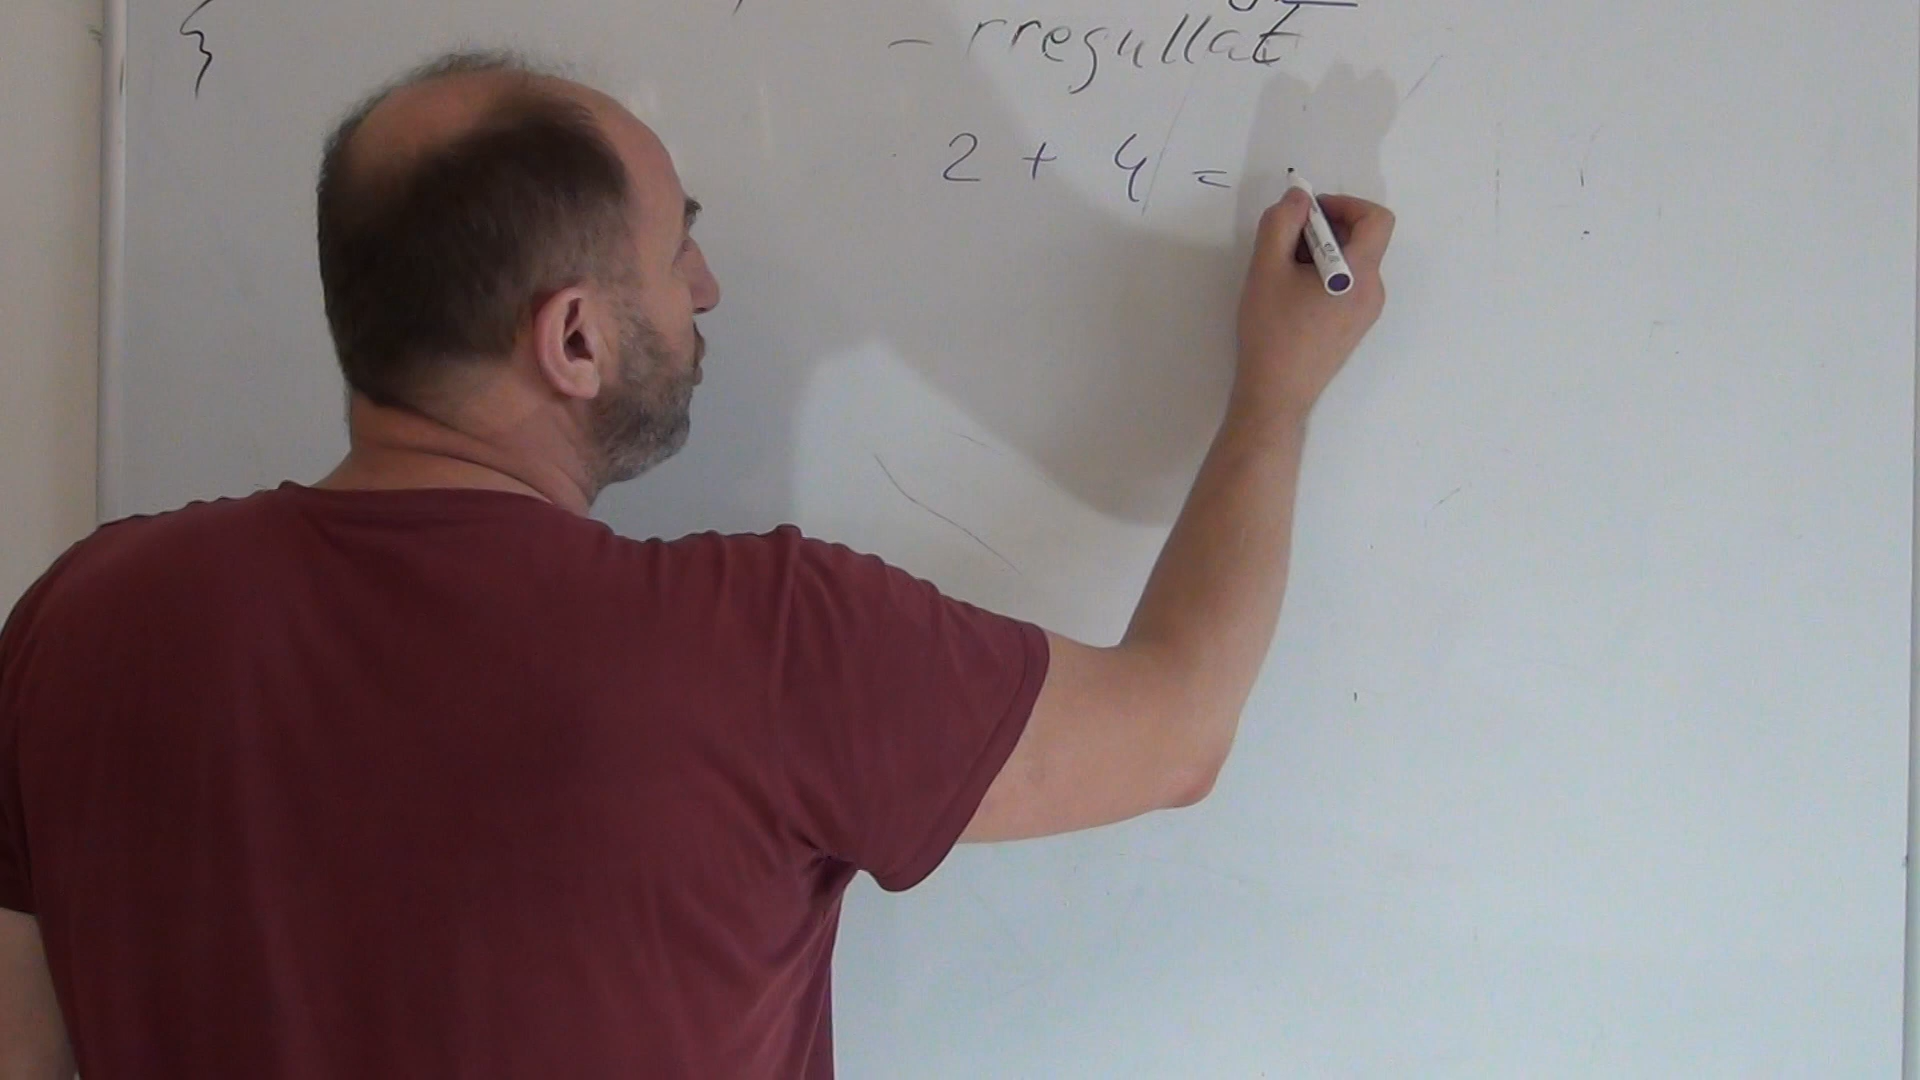 }
- rregullat
2 + 4 =